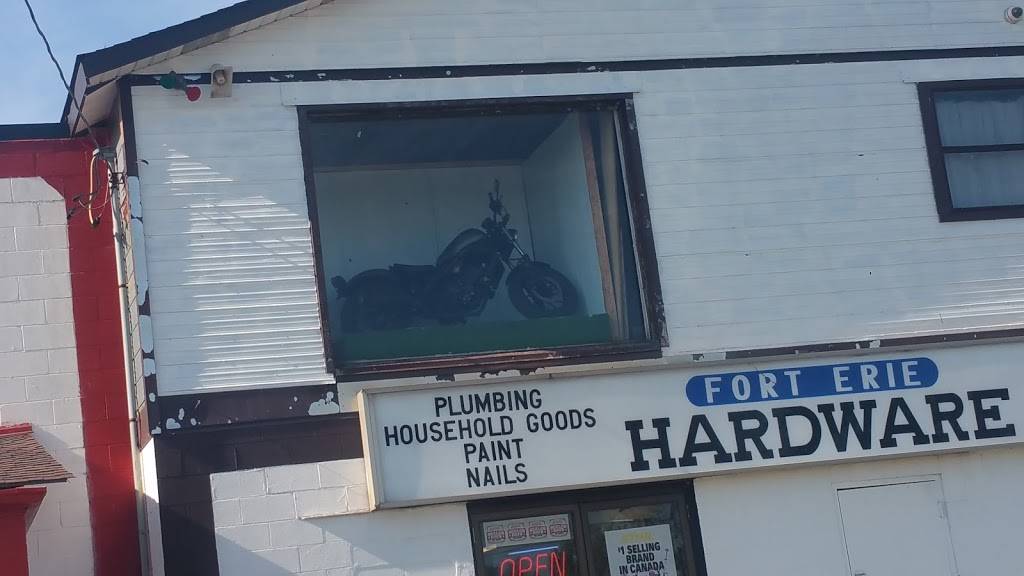 FORT ERIE
HARDWARE
PLUMBING
HOUSEHOLD GOODS
PAINT
NAILS
OPEN
#1 SELLING
BRAND
IN CANADA